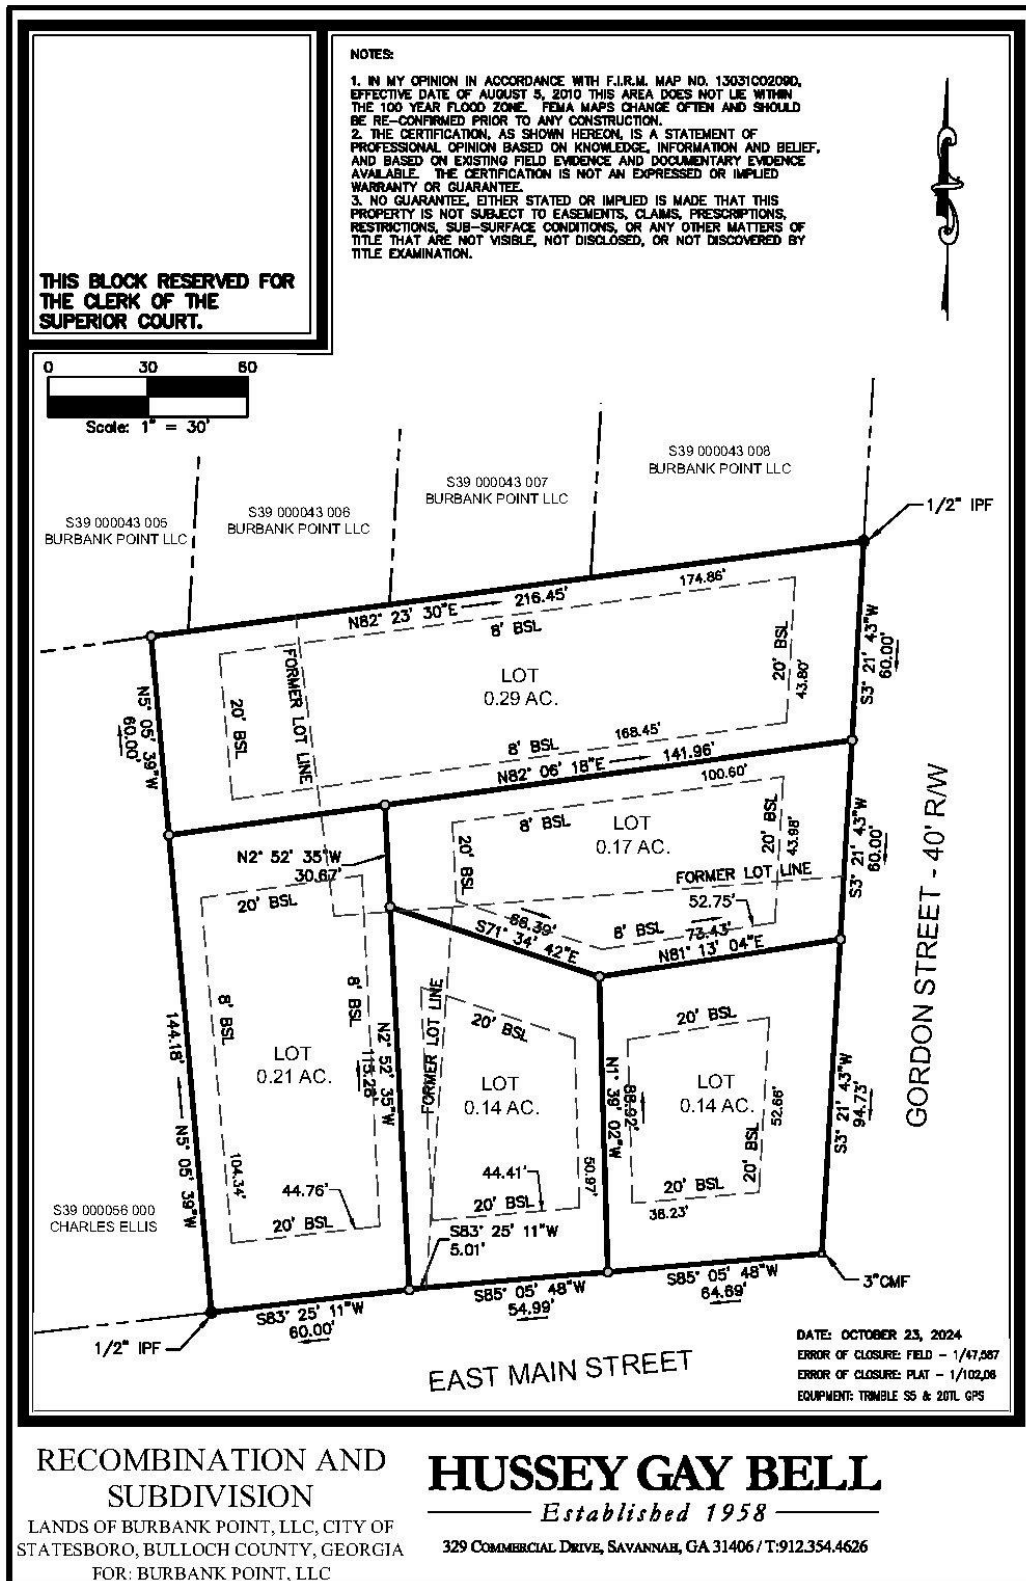 NOTES:
1. IN MY OPINION IN ACCORDANCE WITH F.I.R.M. MAP NO. 13031C0209D,
EFFECTIVE DATE OF AUGUST 5, 2010 THIS AREA DOES NOT LIE WITHIN
THE 100 YEAR FLOOD ZONE. FEMA MAPS CHANGE OFTEN AND SHOULD
BE RE-CONFIRMED PRIOR TO ANY CONSTRUCTION.
2. THE CERTIFICATION, AS SHOWN HEREON, IS A STATEMENT OF
PROFESSIONAL OPINION BASED ON KNOWLEDGE, INFORMATION AND BELIEF,
AND BASED ON EXISTING FIELD EVIDENCE AND DOCUMENTARY EVIDENCE
AVAILABLE. THE CERTIFICATION IS NOT AN EXPRESSED OR IMPLIED
WARRANTY OR GUARANTEE.
3. NO GUARANTEE, EITHER STATED OR IMPLIED IS MADE THAT THIS
PROPERTY IS NOT SUBJECT TO EASEMENTS, CLAIMS, PRESCRIPTIONS,
RESTRICTIONS, SUB-SURFACE CONDITIONS, OR ANY OTHER MATTERS OF
TITLE THAT ARE NOT VISIBLE, NOT DISCLOSED, OR NOT DISCOVERED BY
TITLE EXAMINATION.
THIS BLOCK RESERVED FOR
THE CLERK OF THE
SUPERIOR COURT.
0 30 60
Scale: 1" = 30'
S39 000043 005
BURBANK POINT LLC
S39 000043 006
BURBANK POINT LLC
S39 000043 007
BURBANK POINT LLC
S39 000043 008
BURBANK POINT LLC
1/2" IPF
N82° 23' 30"E 216.45'
174.86'
8' BSL
LOT
0.29 AC.
20' BSL
43.80'
S3° 21' 43"W
60.00'
FORMER LOT LINE
20' BSL
N5° 05' 39"W
60.00'
8' BSL
168.45'
N82° 06' 18"E 141.96'
100.60'
8' BSL
LOT
0.17 AC.
20' BSL
20' BSL
43.98'
S3° 21' 43"W
60.00'
GORDON STREET - 40' R/W
N2° 52' 35"W
30.67'
FORMER LOT LINE
52.75'
66.39'
S71° 34' 42"E
8' BSL
73.43'
N81° 13' 04"E
20' BSL
8' BSL
8' BSL
LOT
0.21 AC.
144.18' N5° 05' 39"W
N2° 52' 35"W
115.28'
104.34'
44.76'
20' BSL
FORMER LOT LINE
20' BSL
LOT
0.14 AC.
50.97'
44.41'
20' BSL
N1° 39' 02"W
88.92'
20' BSL
LOT
0.14 AC.
52.66'
20' BSL
20' BSL
36.23'
S3° 21' 43"W
94.73'
S39 000056 000
CHARLES ELLIS
S83° 25' 11"W
5.01'
S83° 25' 11"W
60.00'
S85° 05' 48"W
54.99'
S85° 05' 48"W
64.69'
3"CMF
1/2" IPF
EAST MAIN STREET
DATE: OCTOBER 23, 2024
ERROR OF CLOSURE: FIELD - 1/47,587
ERROR OF CLOSURE: PLAT - 1/102,06
EQUIPMENT: TRIMBLE S5 & 20TL GPS
RECOMBINATION AND
SUBDIVISION
LANDS OF BURBANK POINT, LLC, CITY OF
STATESBORO, BULLOCH COUNTY, GEORGIA
FOR: BURBANK POINT, LLC
HUSSEY GAY BELL
Established 1958
329 COMMERCIAL DRIVE, SAVANNAH, GA 31406 / T:912.354.4626